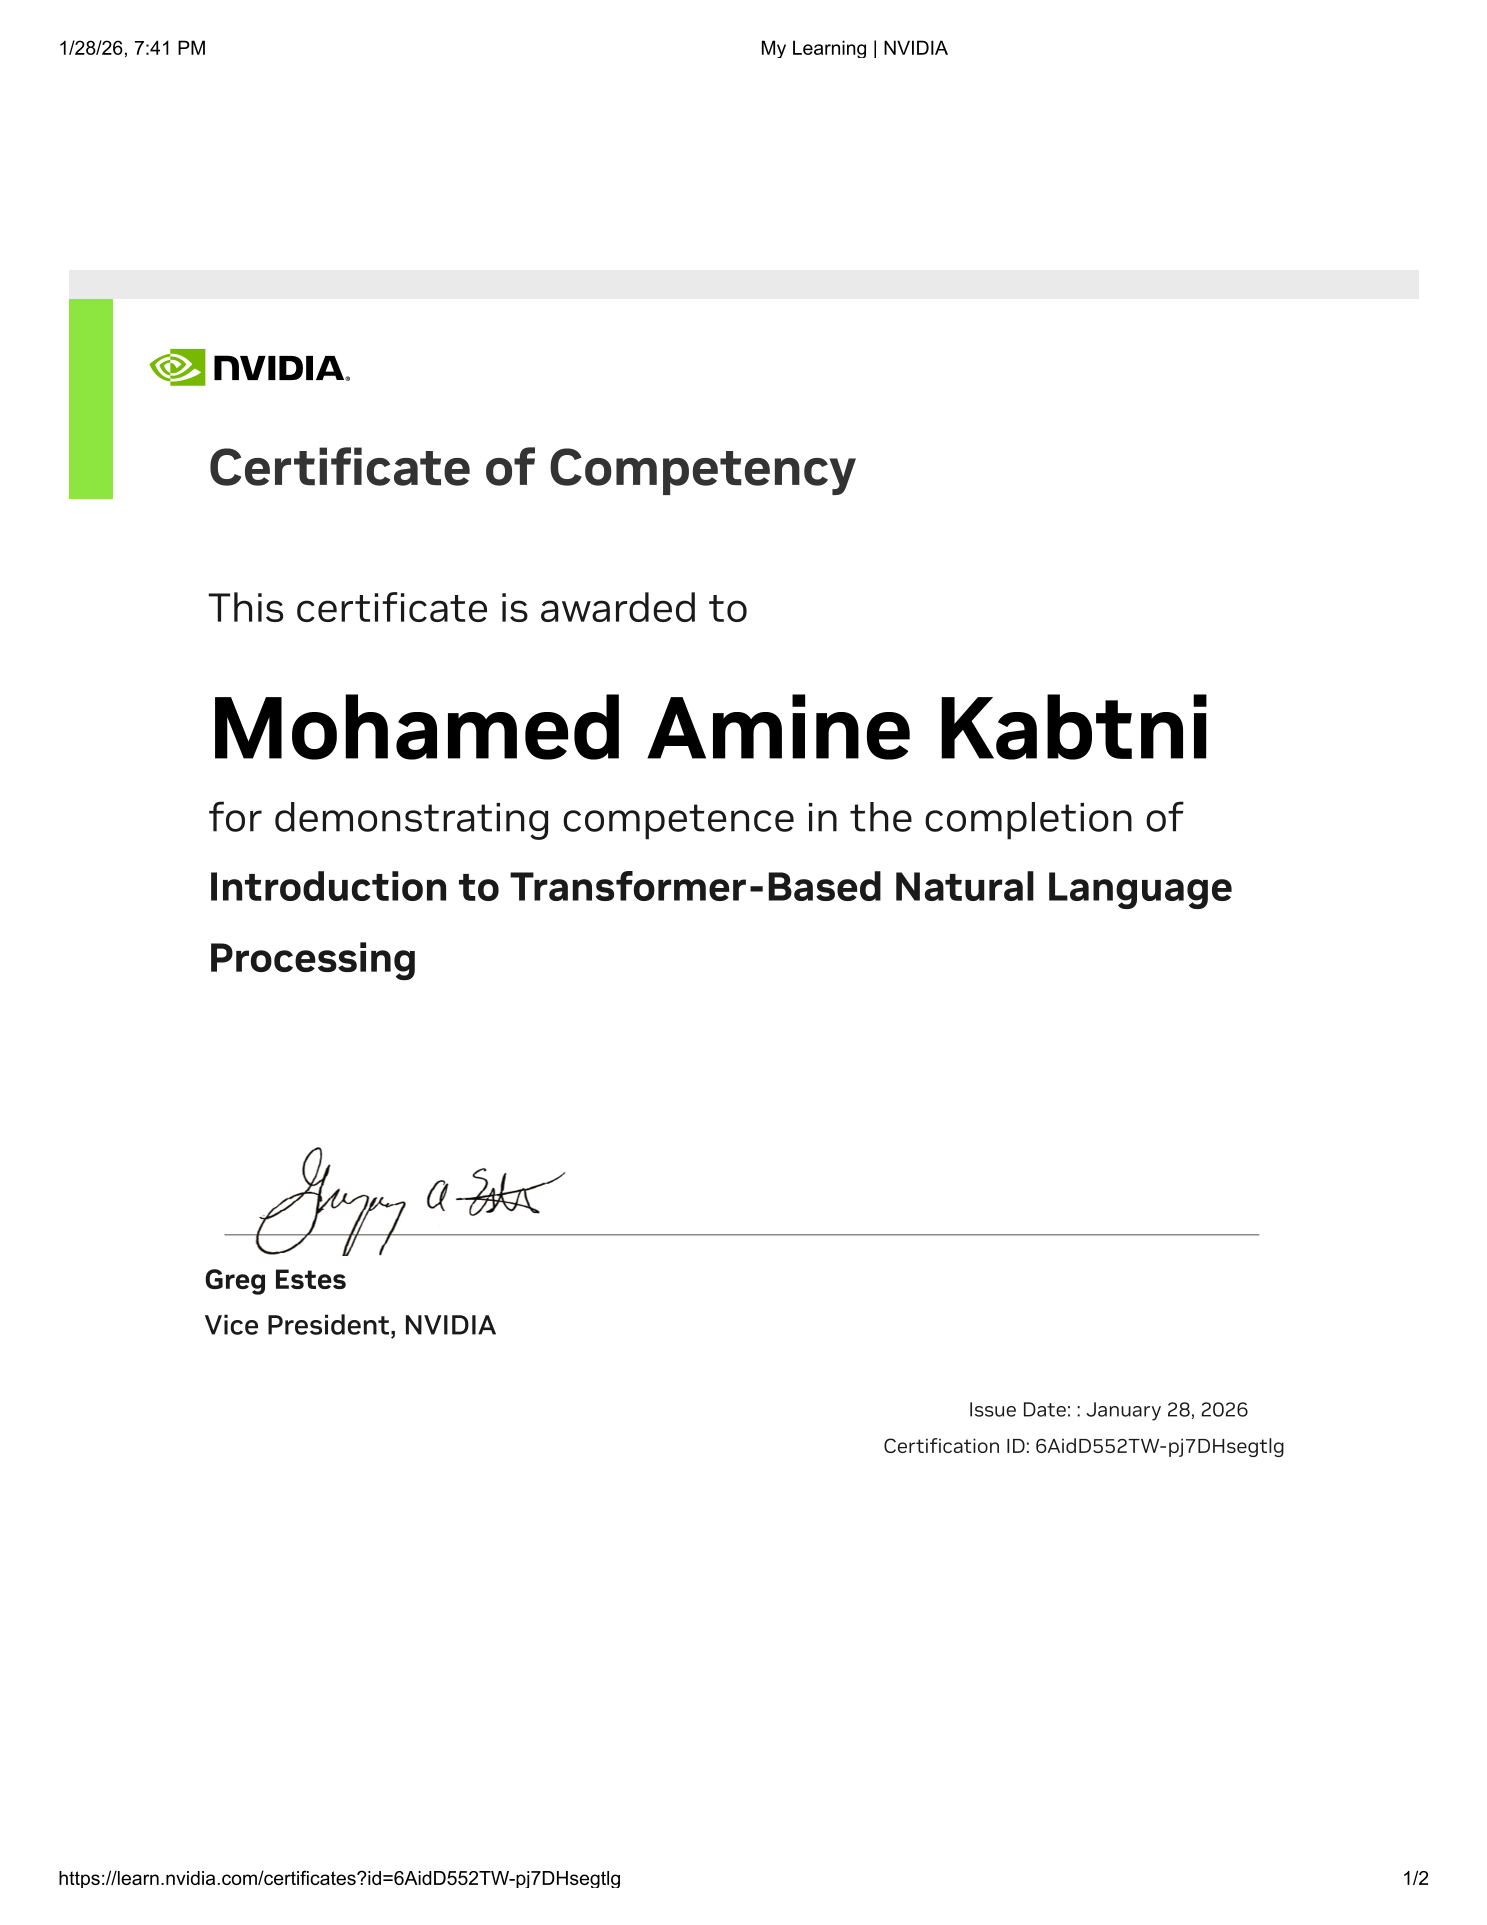 1/28/26, 7:41 PM
My Learning | NVIDIA
NVIDIA.
Certificate of Competency
This certificate is awarded to
Mohamed Amine Kabtni
for demonstrating competence in the completion of
Introduction to Transformer-Based Natural Language
Processing
Gregory A Estes
Greg Estes
Vice President, NVIDIA
Issue Date: : January 28, 2026
Certification ID: 6AidD552TW-pj7DHsegtlg
https://learn.nvidia.com/certificates?id=6AidD552TW-pj7DHsegtlg
1/2